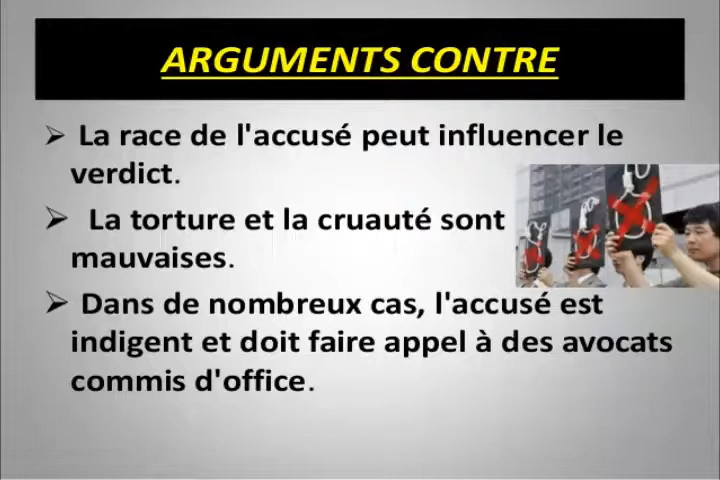 ARGUMENTS CONTRE
➤ La race de l'accusé peut influencer le
verdict.
➤ La torture et la cruauté sont
mauvaises.
➤ Dans de nombreux cas, l'accusé est
indigent et doit faire appel à des avocats
commis d'office.